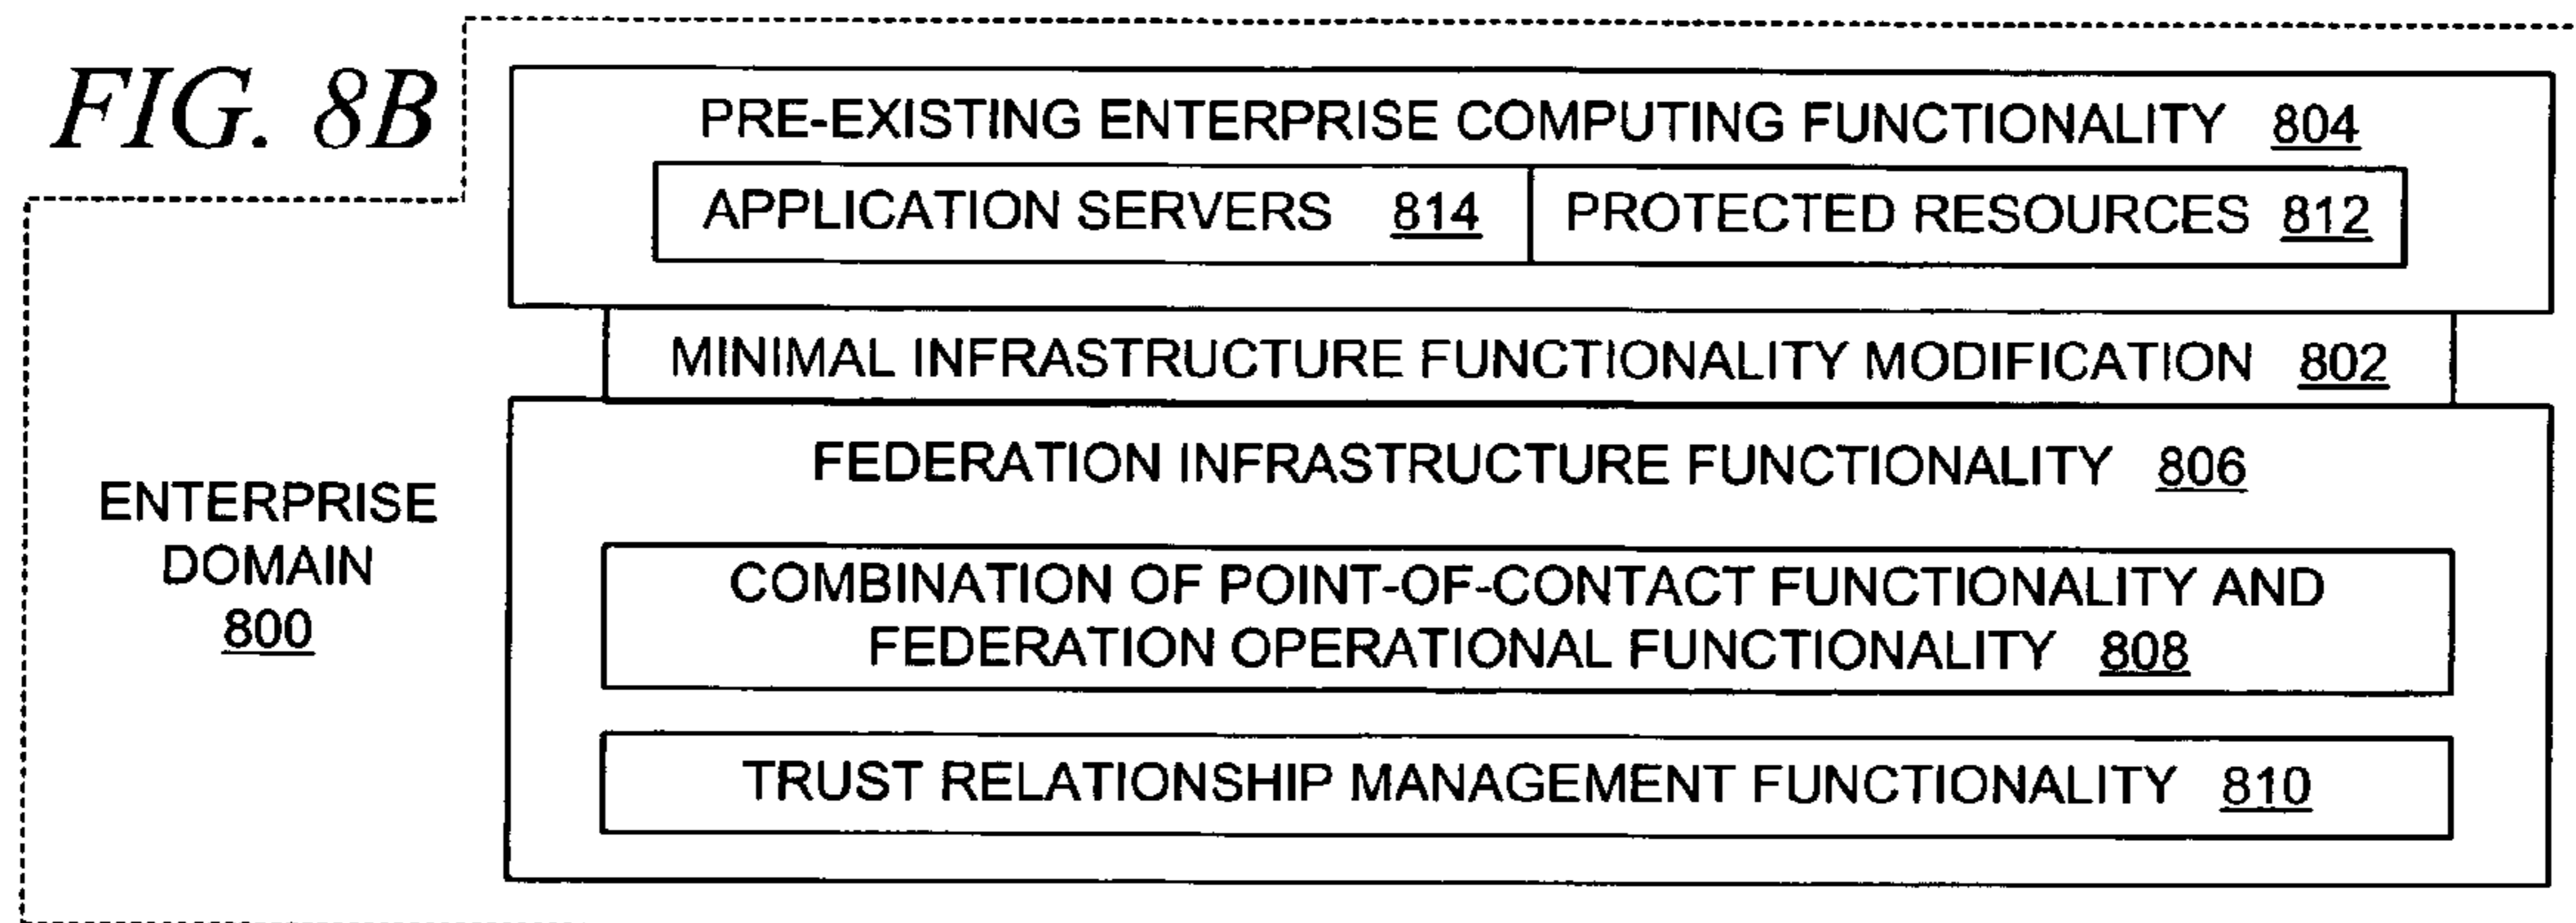 FIG. 8B
PRE-EXISTING ENTERPRISE COMPUTING FUNCTIONALITY 804
APPLICATION SERVERS 814
PROTECTED RESOURCES 812
MINIMAL INFRASTRUCTURE FUNCTIONALITY MODIFICATION 802
ENTERPRISE
DOMAIN
800
FEDERATION INFRASTRUCTURE FUNCTIONALITY 806
COMBINATION OF POINT-OF-CONTACT FUNCTIONALITY AND
FEDERATION OPERATIONAL FUNCTIONALITY 808
TRUST RELATIONSHIP MANAGEMENT FUNCTIONALITY 810